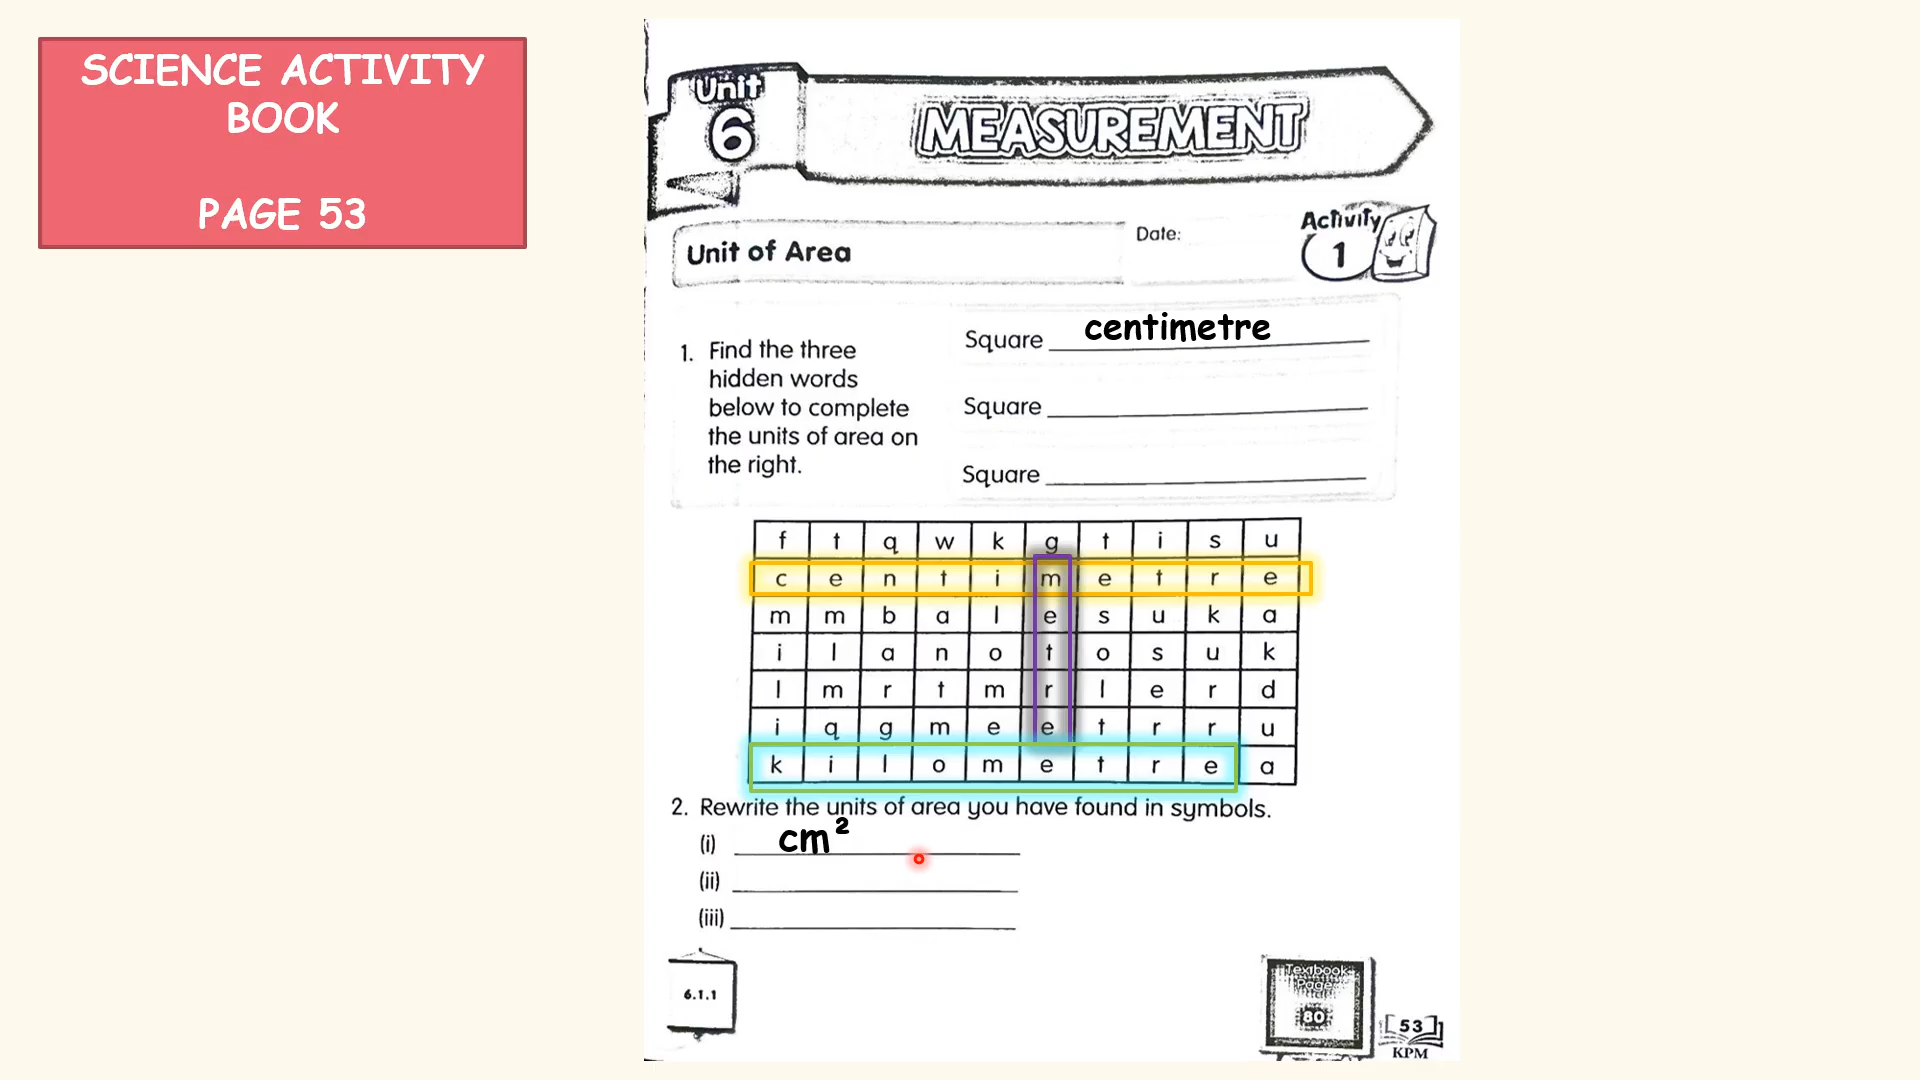 SCIENCE ACTIVITY
BOOK
PAGE 53
Unit
6
MEASUREMENT
Unit of Area
Date:
Activity
1
1. Find the three
hidden words
below to complete
the units of area on
the right.
Square centimetre
Square
Square
f t q w k g t i s u
c e n t i m e t r e
m m b a l e s u k a
i l a n o t o s u k
l m r t m r l e r d
i q g m e e t r r u
k i l o m e t r e a
2. Rewrite the units of area you have found in symbols.
(i) cm²
(ii)
(iii)
6.1.1
Textbook
Page
80
53
KPM